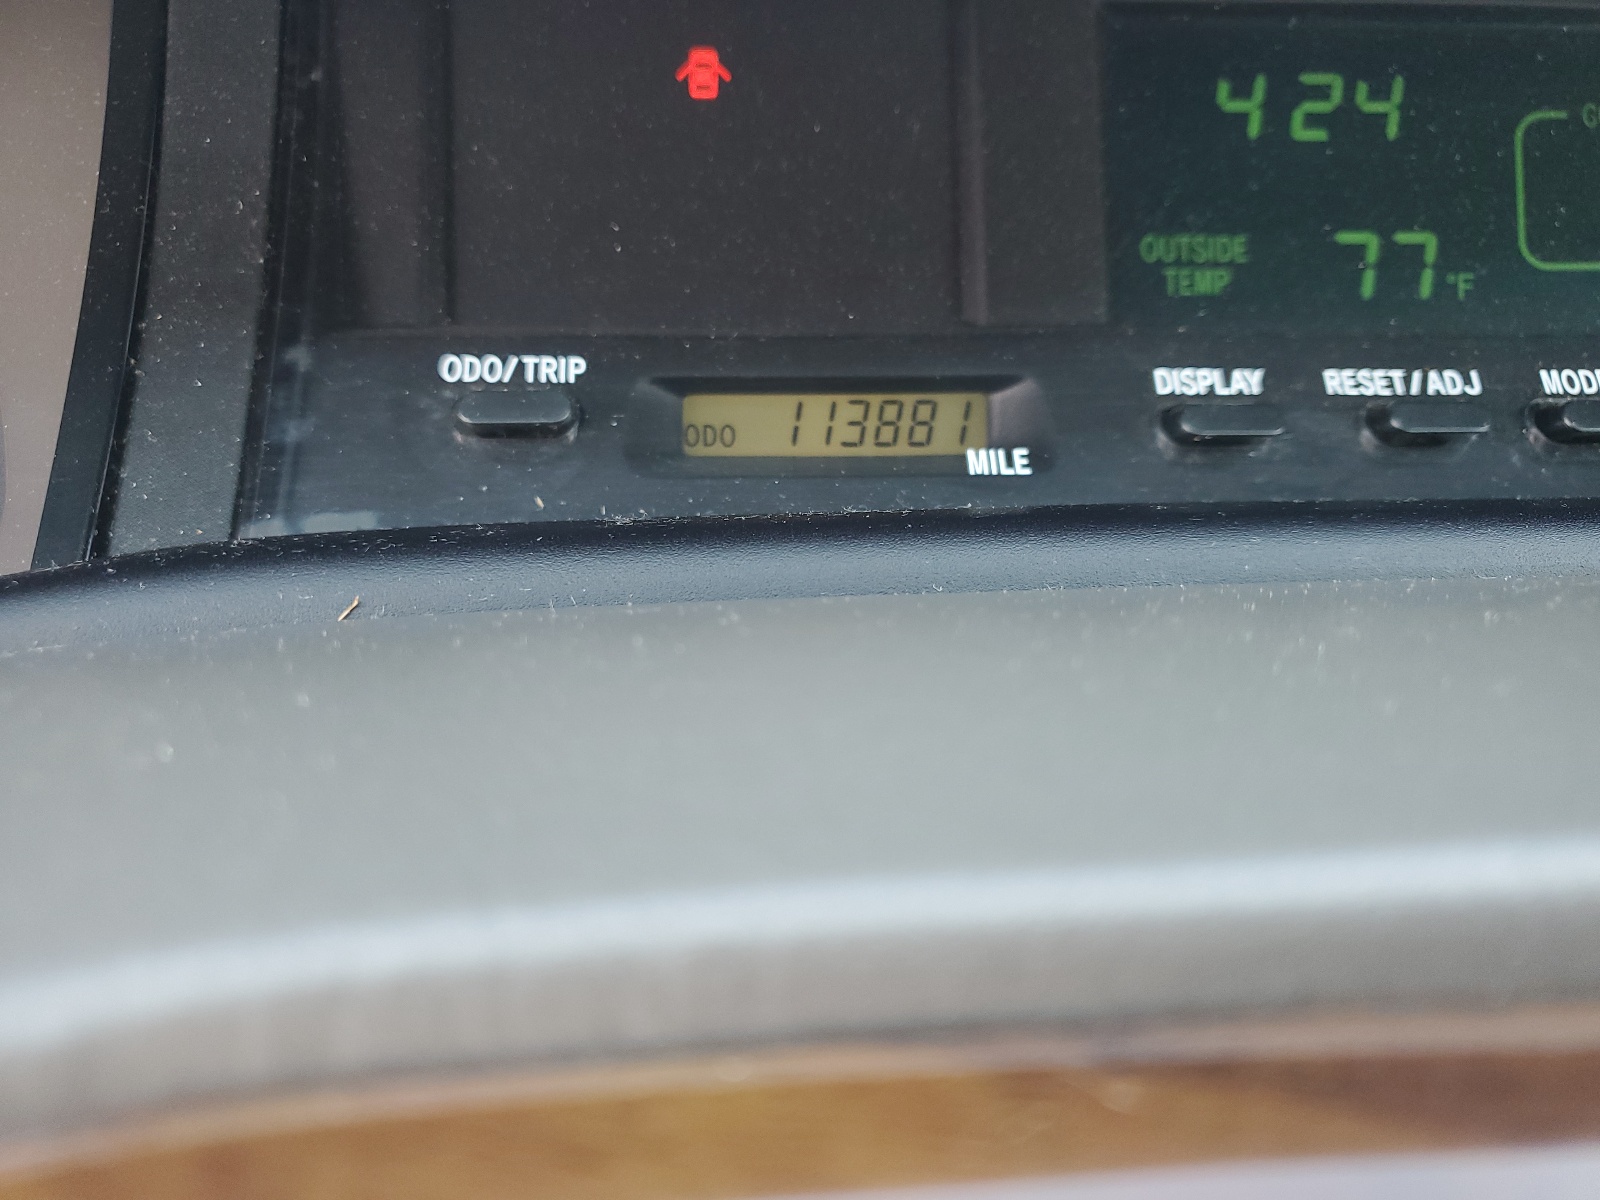 424
OUTSIDE
TEMP
77 °F
ODO/TRIP
ODO 113881
MILE
DISPLAY
RESET/ADJ